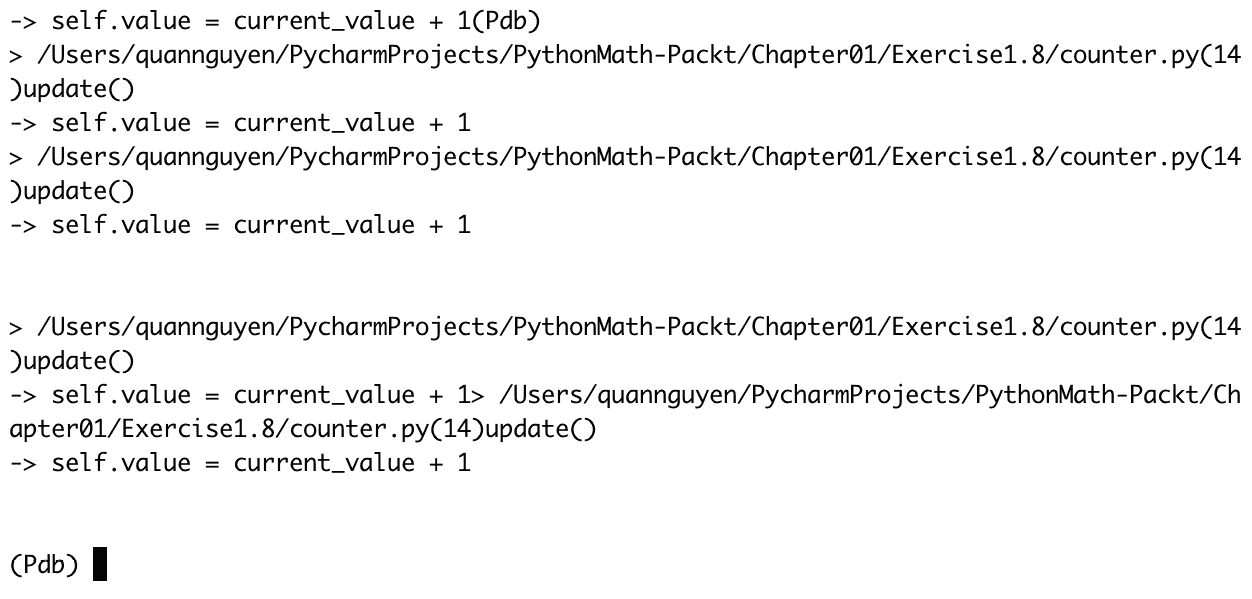 -> self.value = current_value + 1(Pdb)
> /Users/quannguyen/PycharmProjects/PythonMath-Packt/Chapter01/Exercise1.8/counter.py(14
)update()
-> self.value = current_value + 1
> /Users/quannguyen/PycharmProjects/PythonMath-Packt/Chapter01/Exercise1.8/counter.py(14
)update()
-> self.value = current_value + 1
> /Users/quannguyen/PycharmProjects/PythonMath-Packt/Chapter01/Exercise1.8/counter.py(14
)update()
-> self.value = current_value + 1> /Users/quannguyen/PycharmProjects/PythonMath-Packt/Ch
apter01/Exercise1.8/counter.py(14)update()
-> self.value = current_value + 1
(Pdb)